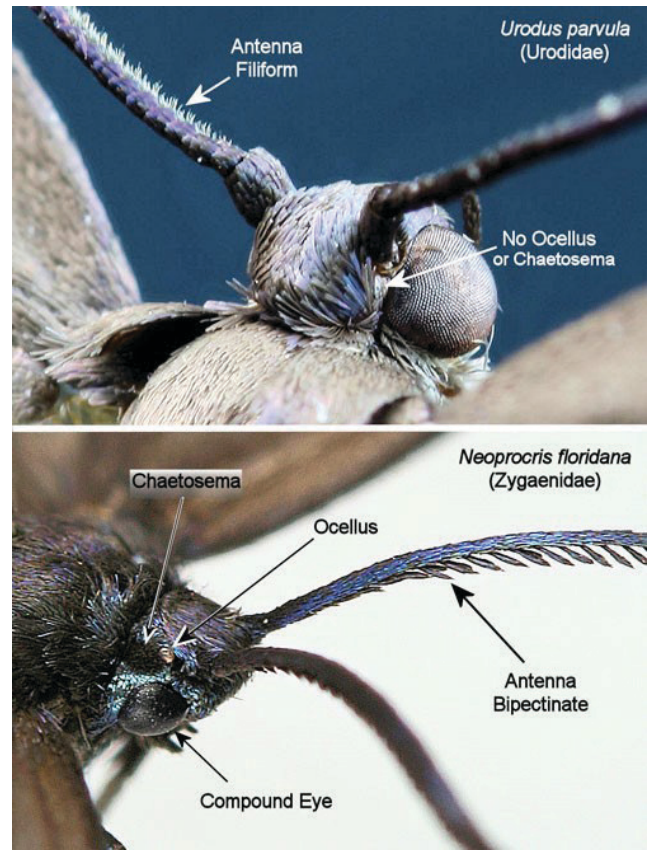 Antenna
Filiform
Urodus parvula
(Urodidae)
No Ocellus
or Chaetosema
Neoprocris floridana
(Zygaenidae)
Chaetosema
Ocellus
Antenna
Bipectinate
Compound Eye